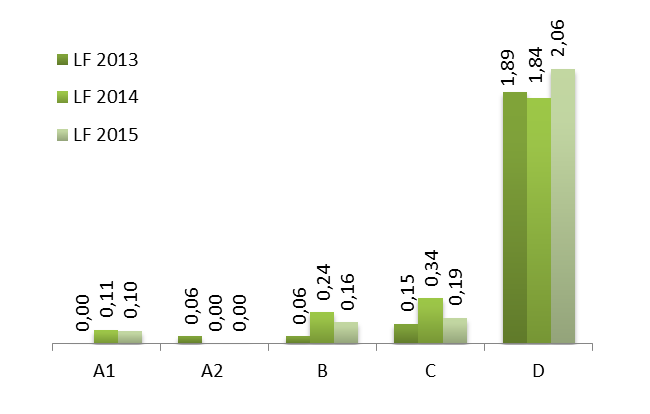 LF 2013
LF 2014
LF 2015
0,00 0,11 0,10
0,06 0,00 0,00
0,06 0,24 0,16
0,15 0,34 0,19
1,89 1,84 2,06
A1 A2 B C D